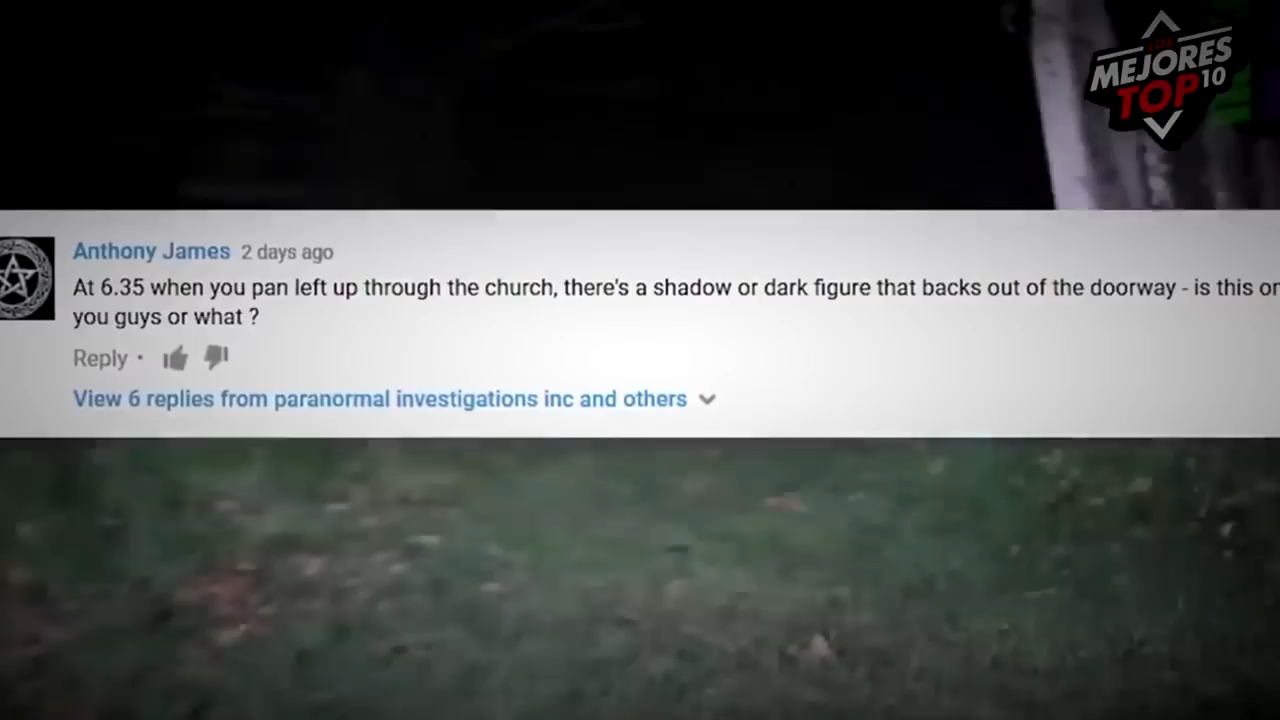 LOS
MEJORES
TOP10
Anthony James 2 days ago
At 6.35 when you pan left up through the church, there's a shadow or dark figure that backs out of the doorway - is this
you guys or what ?
Reply •
View 6 replies from paranormal investigations inc and others